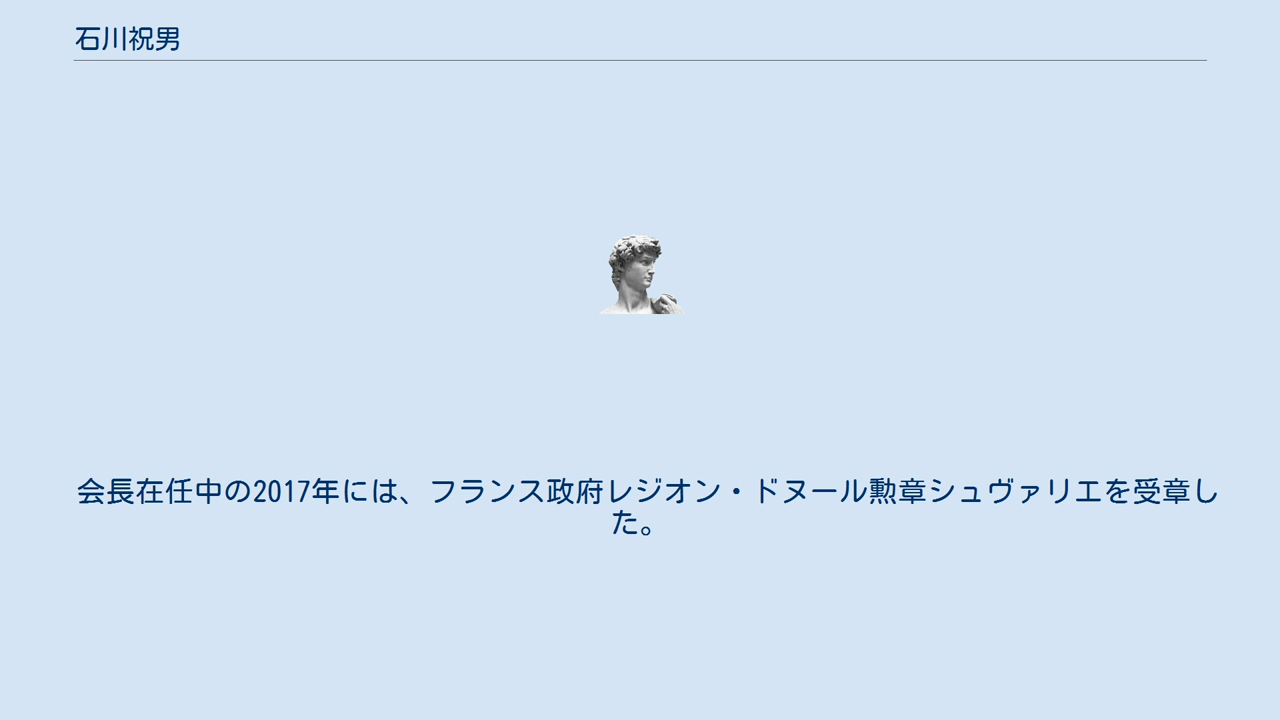 石川祝男
会長在任中の2017年には、フランス政府レジオン・ドヌール勲章シュヴァリエを受章し
た。